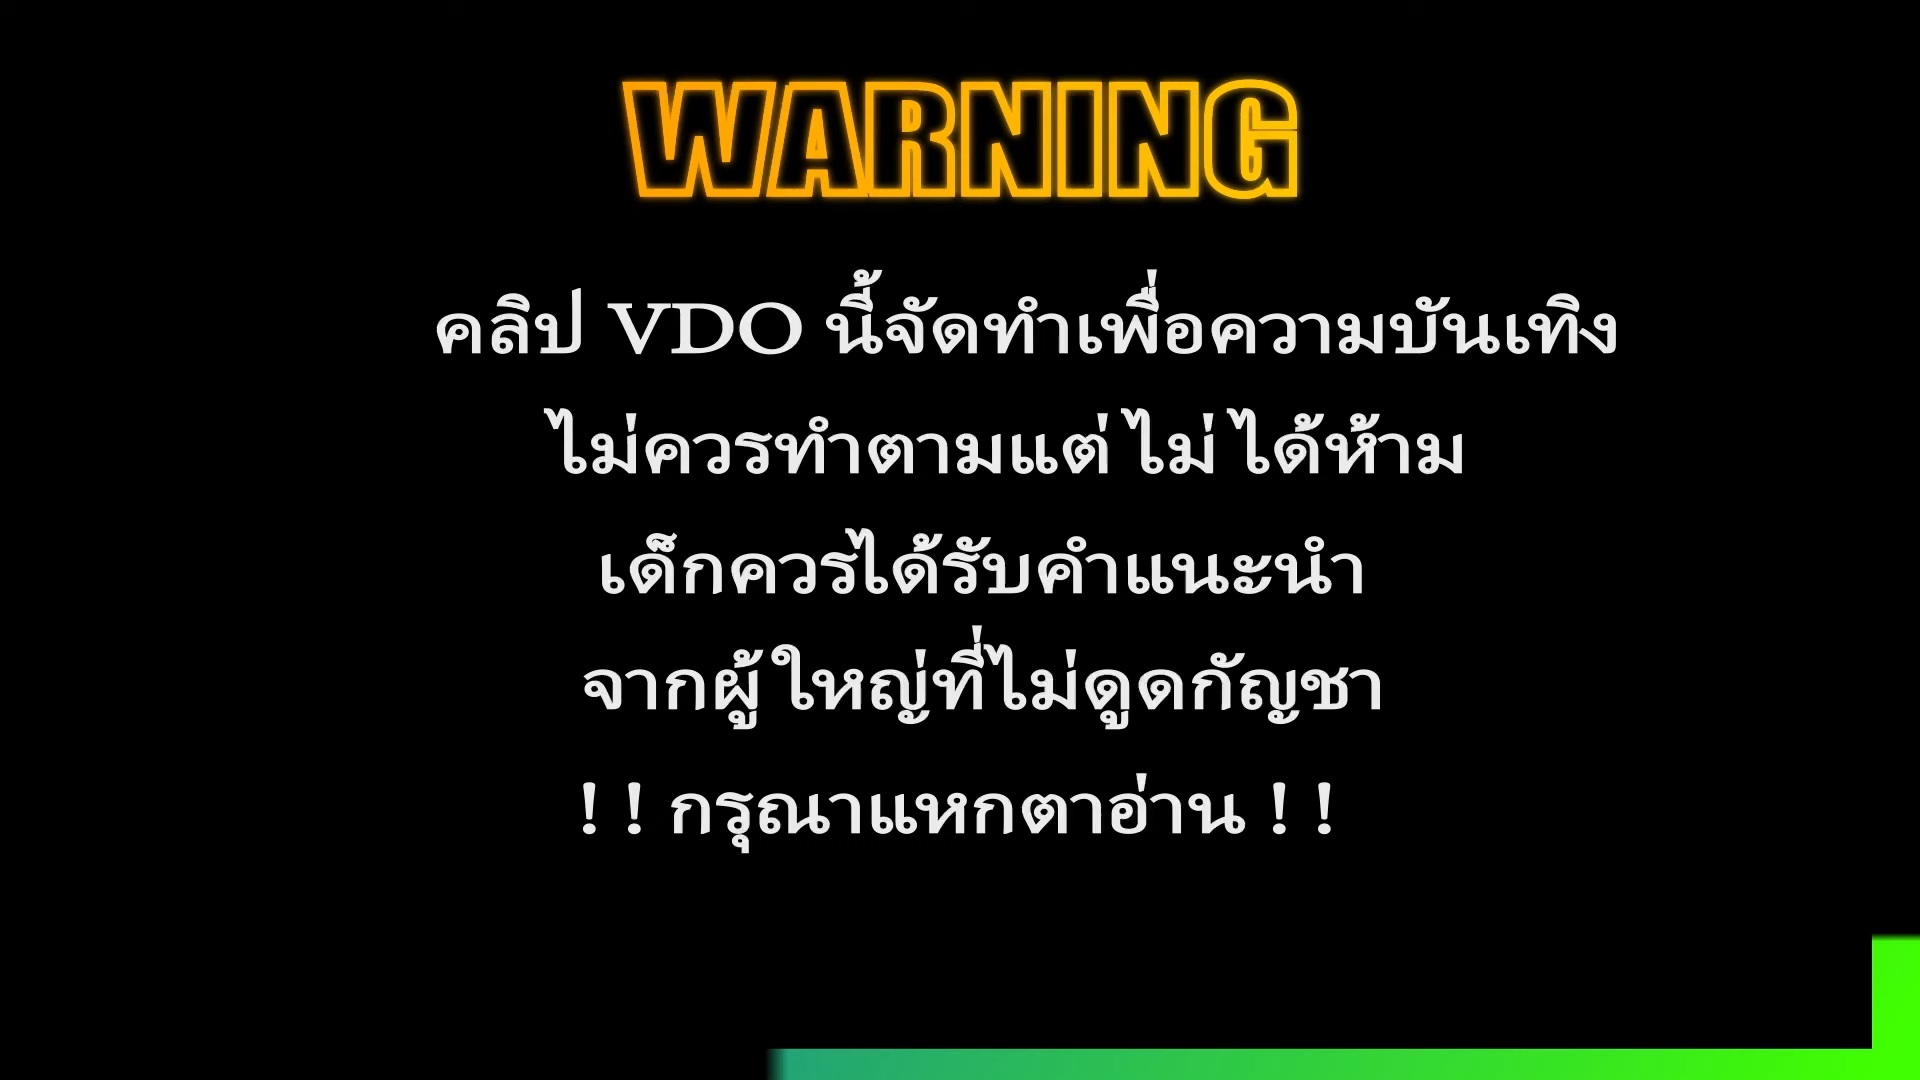 WARNING
คลิป VDO นี้จัดทำเพื่อความบันเทิง
ไม่ควรทำตามแต่ไม่ได้ห้าม
เด็กควรได้รับคำแนะนำ
จากผู้ใหญ่ที่ไม่ดูดกัญชา
! ! กรุณาแหกตาอ่าน ! !